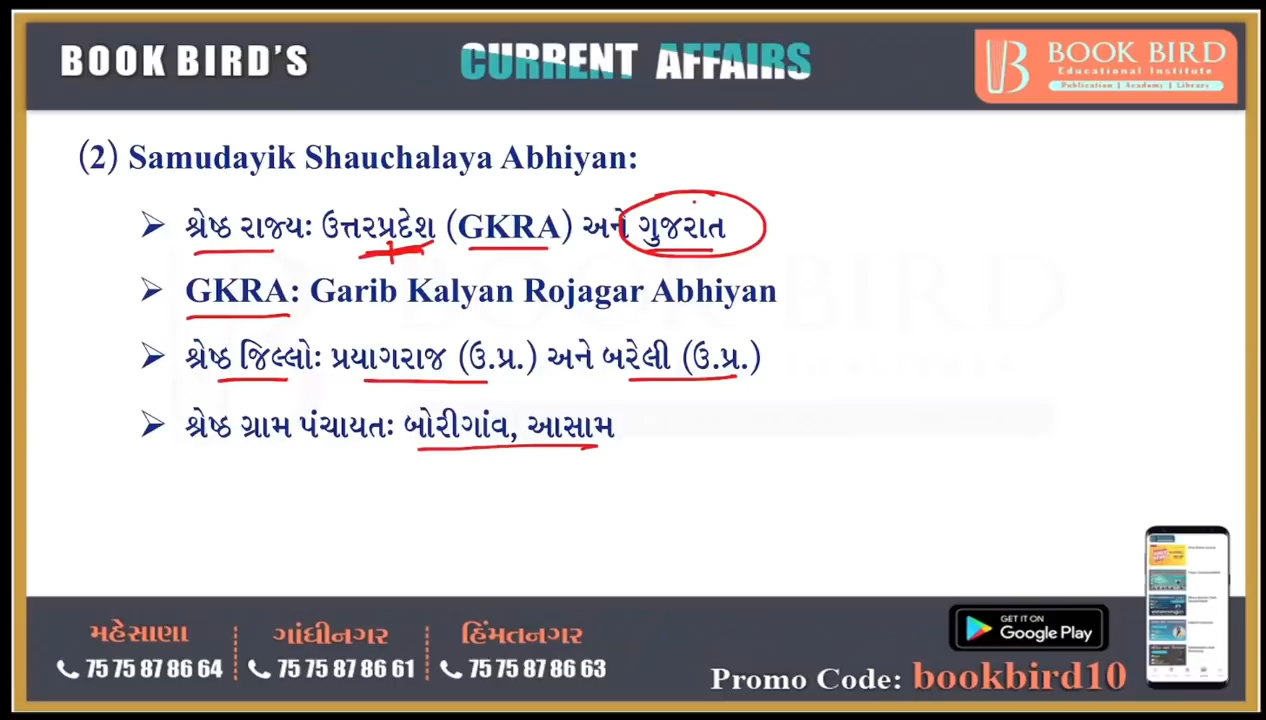 BOOK BIRD'S
CURRENT AFFAIRS
BOOK BIRD
Educational Institute
Publication | Academy | Library
(2) Samudayik Shauchalaya Abhiyan:
શ્રેષ્ઠ રાજ્યઃ ઉત્તરપ્રદેશ (GKRA) અને ગુજરાત
GKRA: Garib Kalyan Rojagar Abhiyan
શ્રેષ્ઠ જિલ્લોઃ પ્રયાગરાજ (ઉ.પ્ર.) અને બરેલી (ઉ.પ્ર.)
શ્રેષ્ઠ ગ્રામ પંચાયતઃ બોરીગાંવ, આસામ
BOOK BIRD
મહેસાણા
75 75 87 86 64
ગાંધીનગર
75 75 87 86 61
હિંમતનગર
75 75 87 86 63
GET IT ON
Google Play
Promo Code: bookbird10